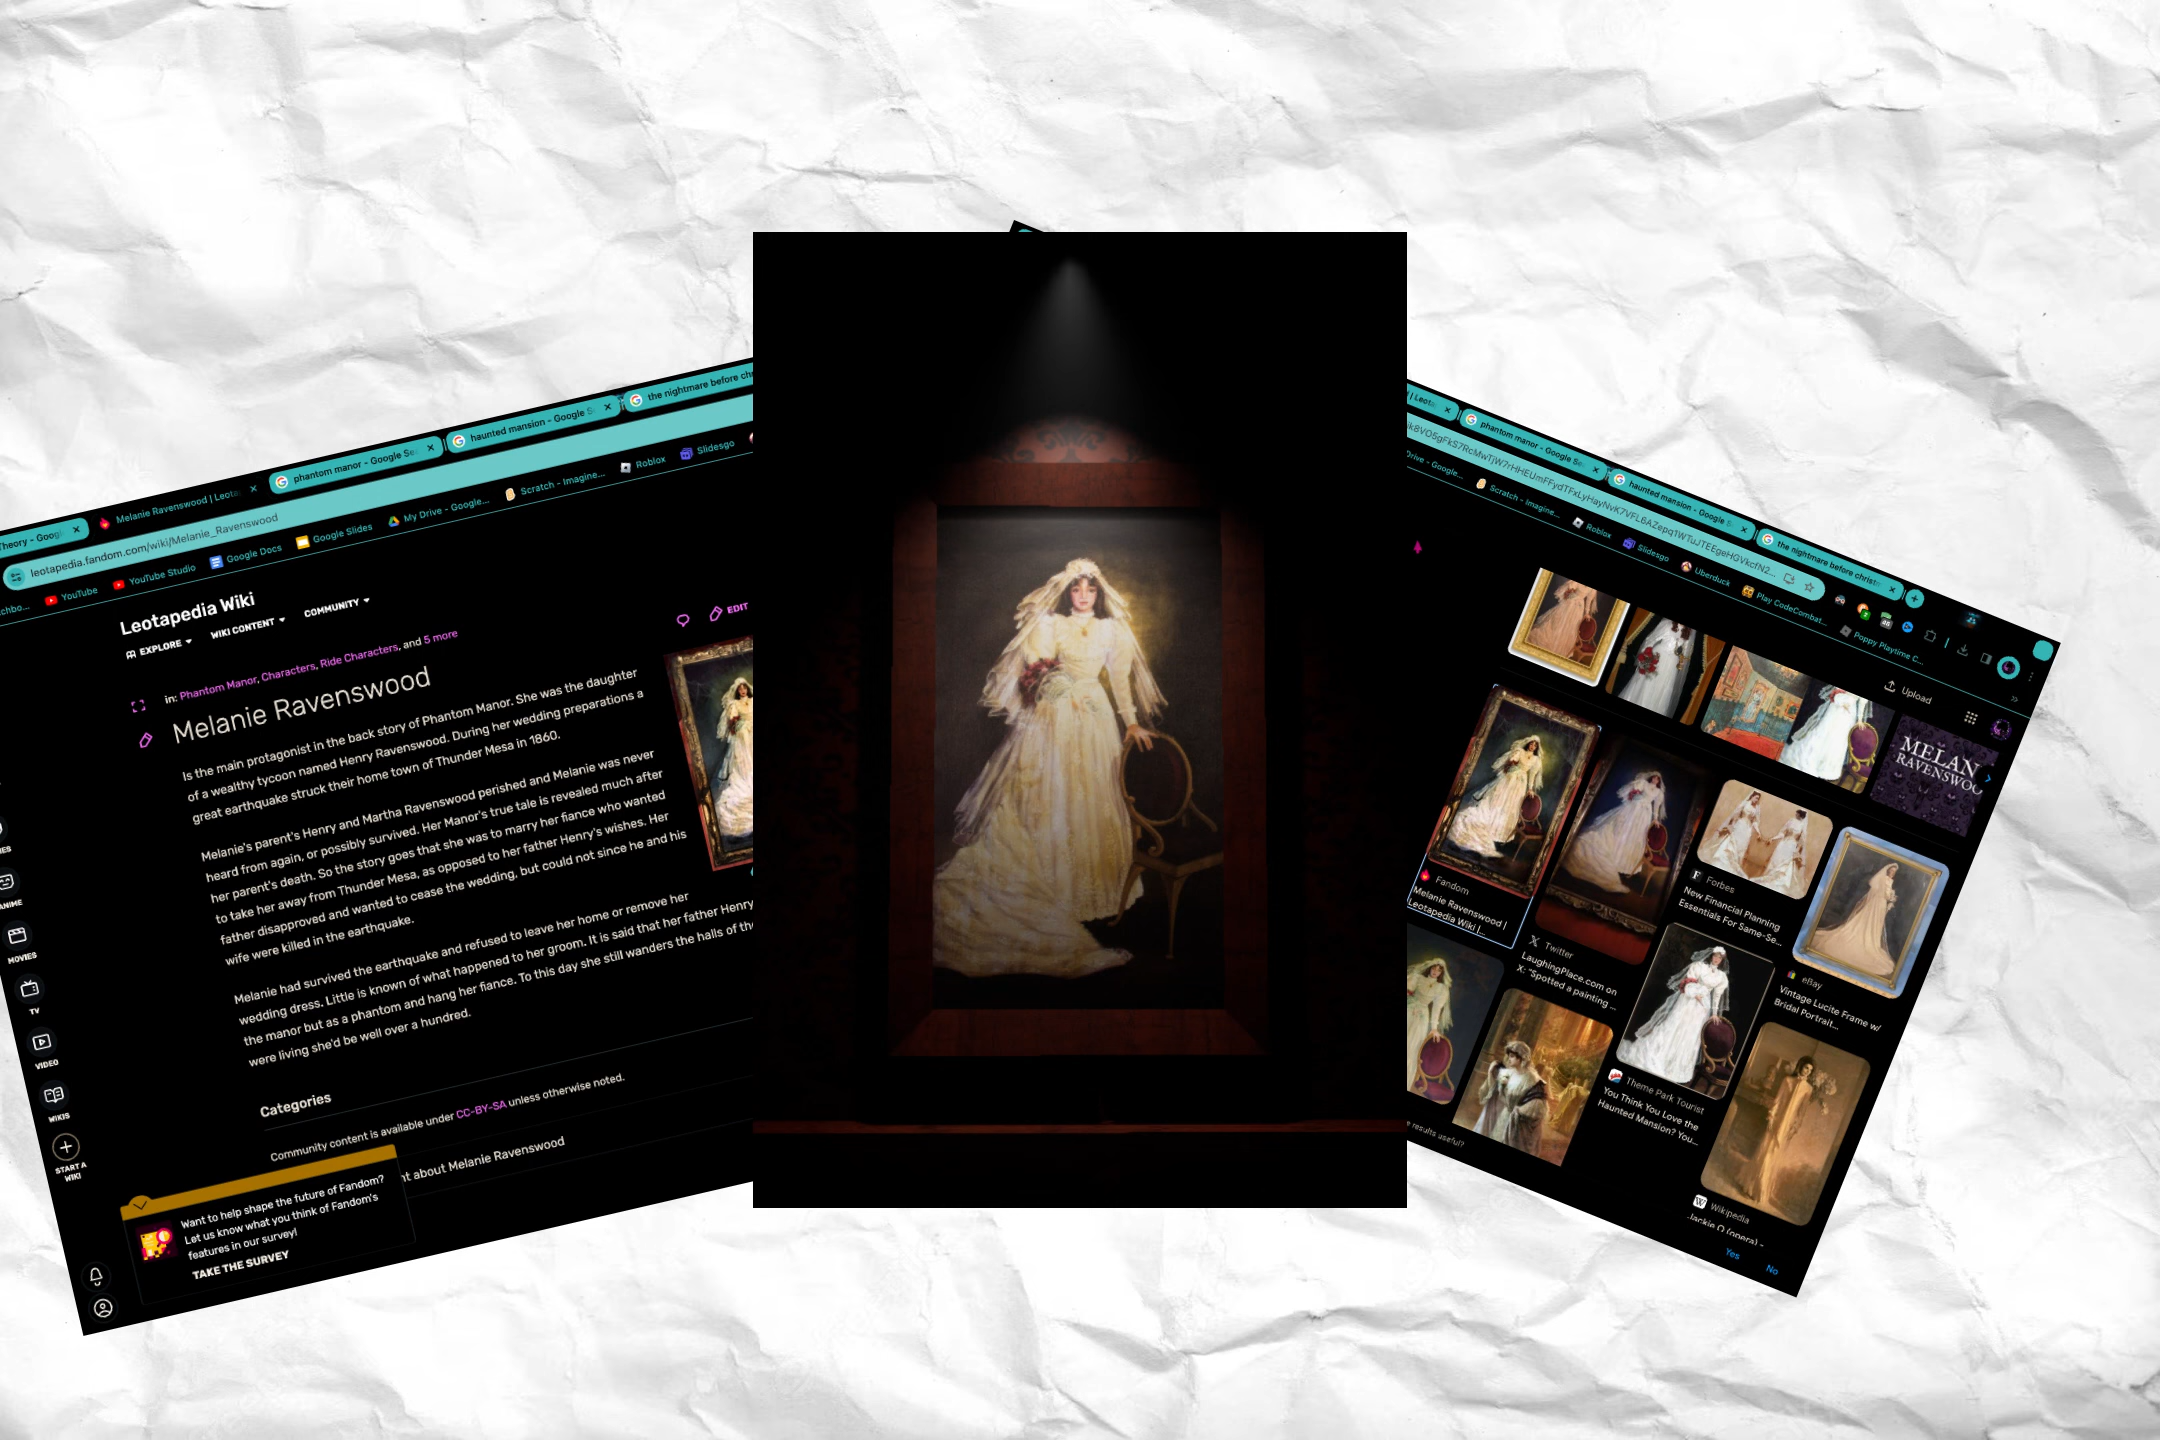 Theory - Googl
Melanie Ravenswood | Leota
phantom manor - Google Se
haunted mansion - Google S
the nightmare before chr
leotapedia.fandom.com/wiki/Melanie_Ravenswood
YouTube
YouTube Studio
Google Docs
Google Slides
My Drive - Google...
Scratch - Imagine...
Roblox
Slidesgo
Leotapedia Wiki
EXPLORE
WIKI CONTENT
COMMUNITY
in: Phantom Manor, Characters, Ride Characters, and 5 more
EDIT
Melanie Ravenswood
Is the main protagonist in the back story of Phantom Manor. She was the daughter
of a wealthy tycoon named Henry Ravenswood. During her wedding preparations a
great earthquake struck their home town of Thunder Mesa in 1860.
Melanie's parent's Henry and Martha Ravenswood perished and Melanie was never
heard from again, or possibly survived. Her Manor's true tale is revealed much after
her parent's death. So the story goes that she was to marry her fiance who wanted
to take her away from Thunder Mesa, as opposed to her father Henry's wishes. Her
father disapproved and wanted to cease the wedding, but could not since he and his
wife were killed in the earthquake.
Melanie had survived the earthquake and refused to leave her home or remove her
wedding dress. Little is known of what happened to her groom. It is said that her father Henry
the manor but as a phantom and hang her fiance. To this day she still wanders the halls of the
were living she'd be well over a hundred.
Categories
Community content is available under CC-BY-SA unless otherwise noted.
nt about Melanie Ravenswood
ANIME
MOVIES
TV
VIDEO
WIKIS
START A
WIKI
Want to help shape the future of Fandom?
Let us know what you think of Fandom's
features in our survey!
TAKE THE SURVEY
| Leota
phantom manor - Google Se
haunted mansion - Google S
the nightmare before christ
Drive - Google...
Scratch - Imagine...
Roblox
Slidesgo
Uberduck
Play CodeCombat...
Poppy Playtime C...
Upload
MELAN
RAVENSWOO
Fandom
Melanie Ravenswood |
Leotapedia Wiki |...
Twitter
LaughingPlace.com on
X: "Spotted a painting ...
Forbes
New Financial Planning
Essentials For Same-Se...
eBay
Vintage Lucite Frame w/
Bridal Portrait...
Theme Park Tourist
You Think You Love the
Haunted Mansion? You...
Wikipedia
Jackie O (opera) -
results useful?
Yes
No